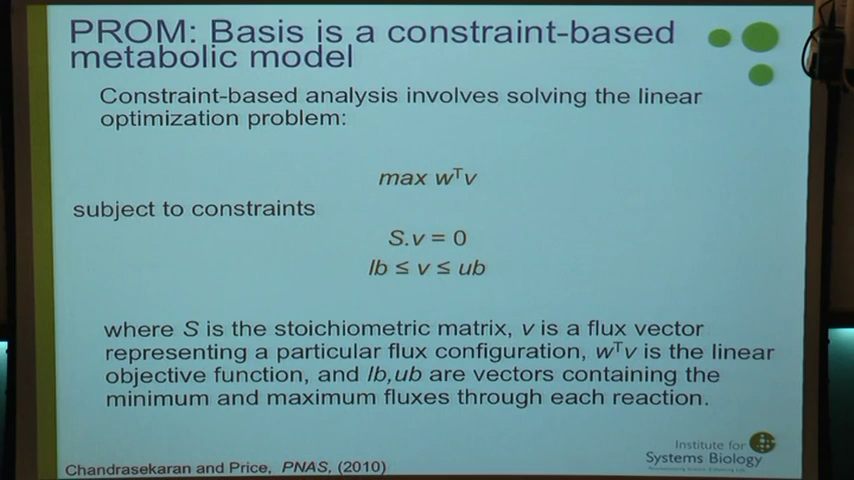 PROM: Basis is a constraint-based
metabolic model
Constraint-based analysis involves solving the linear
optimization problem:
max wᵀv
subject to constraints
S.v = 0
lb ≤ v ≤ ub
where S is the stoichiometric matrix, v is a flux vector
representing a particular flux configuration, wᵀv is the linear
objective function, and lb,ub are vectors containing the
minimum and maximum fluxes through each reaction.
Institute for
Systems Biology
Chandrasekaran and Price, PNAS, (2010)